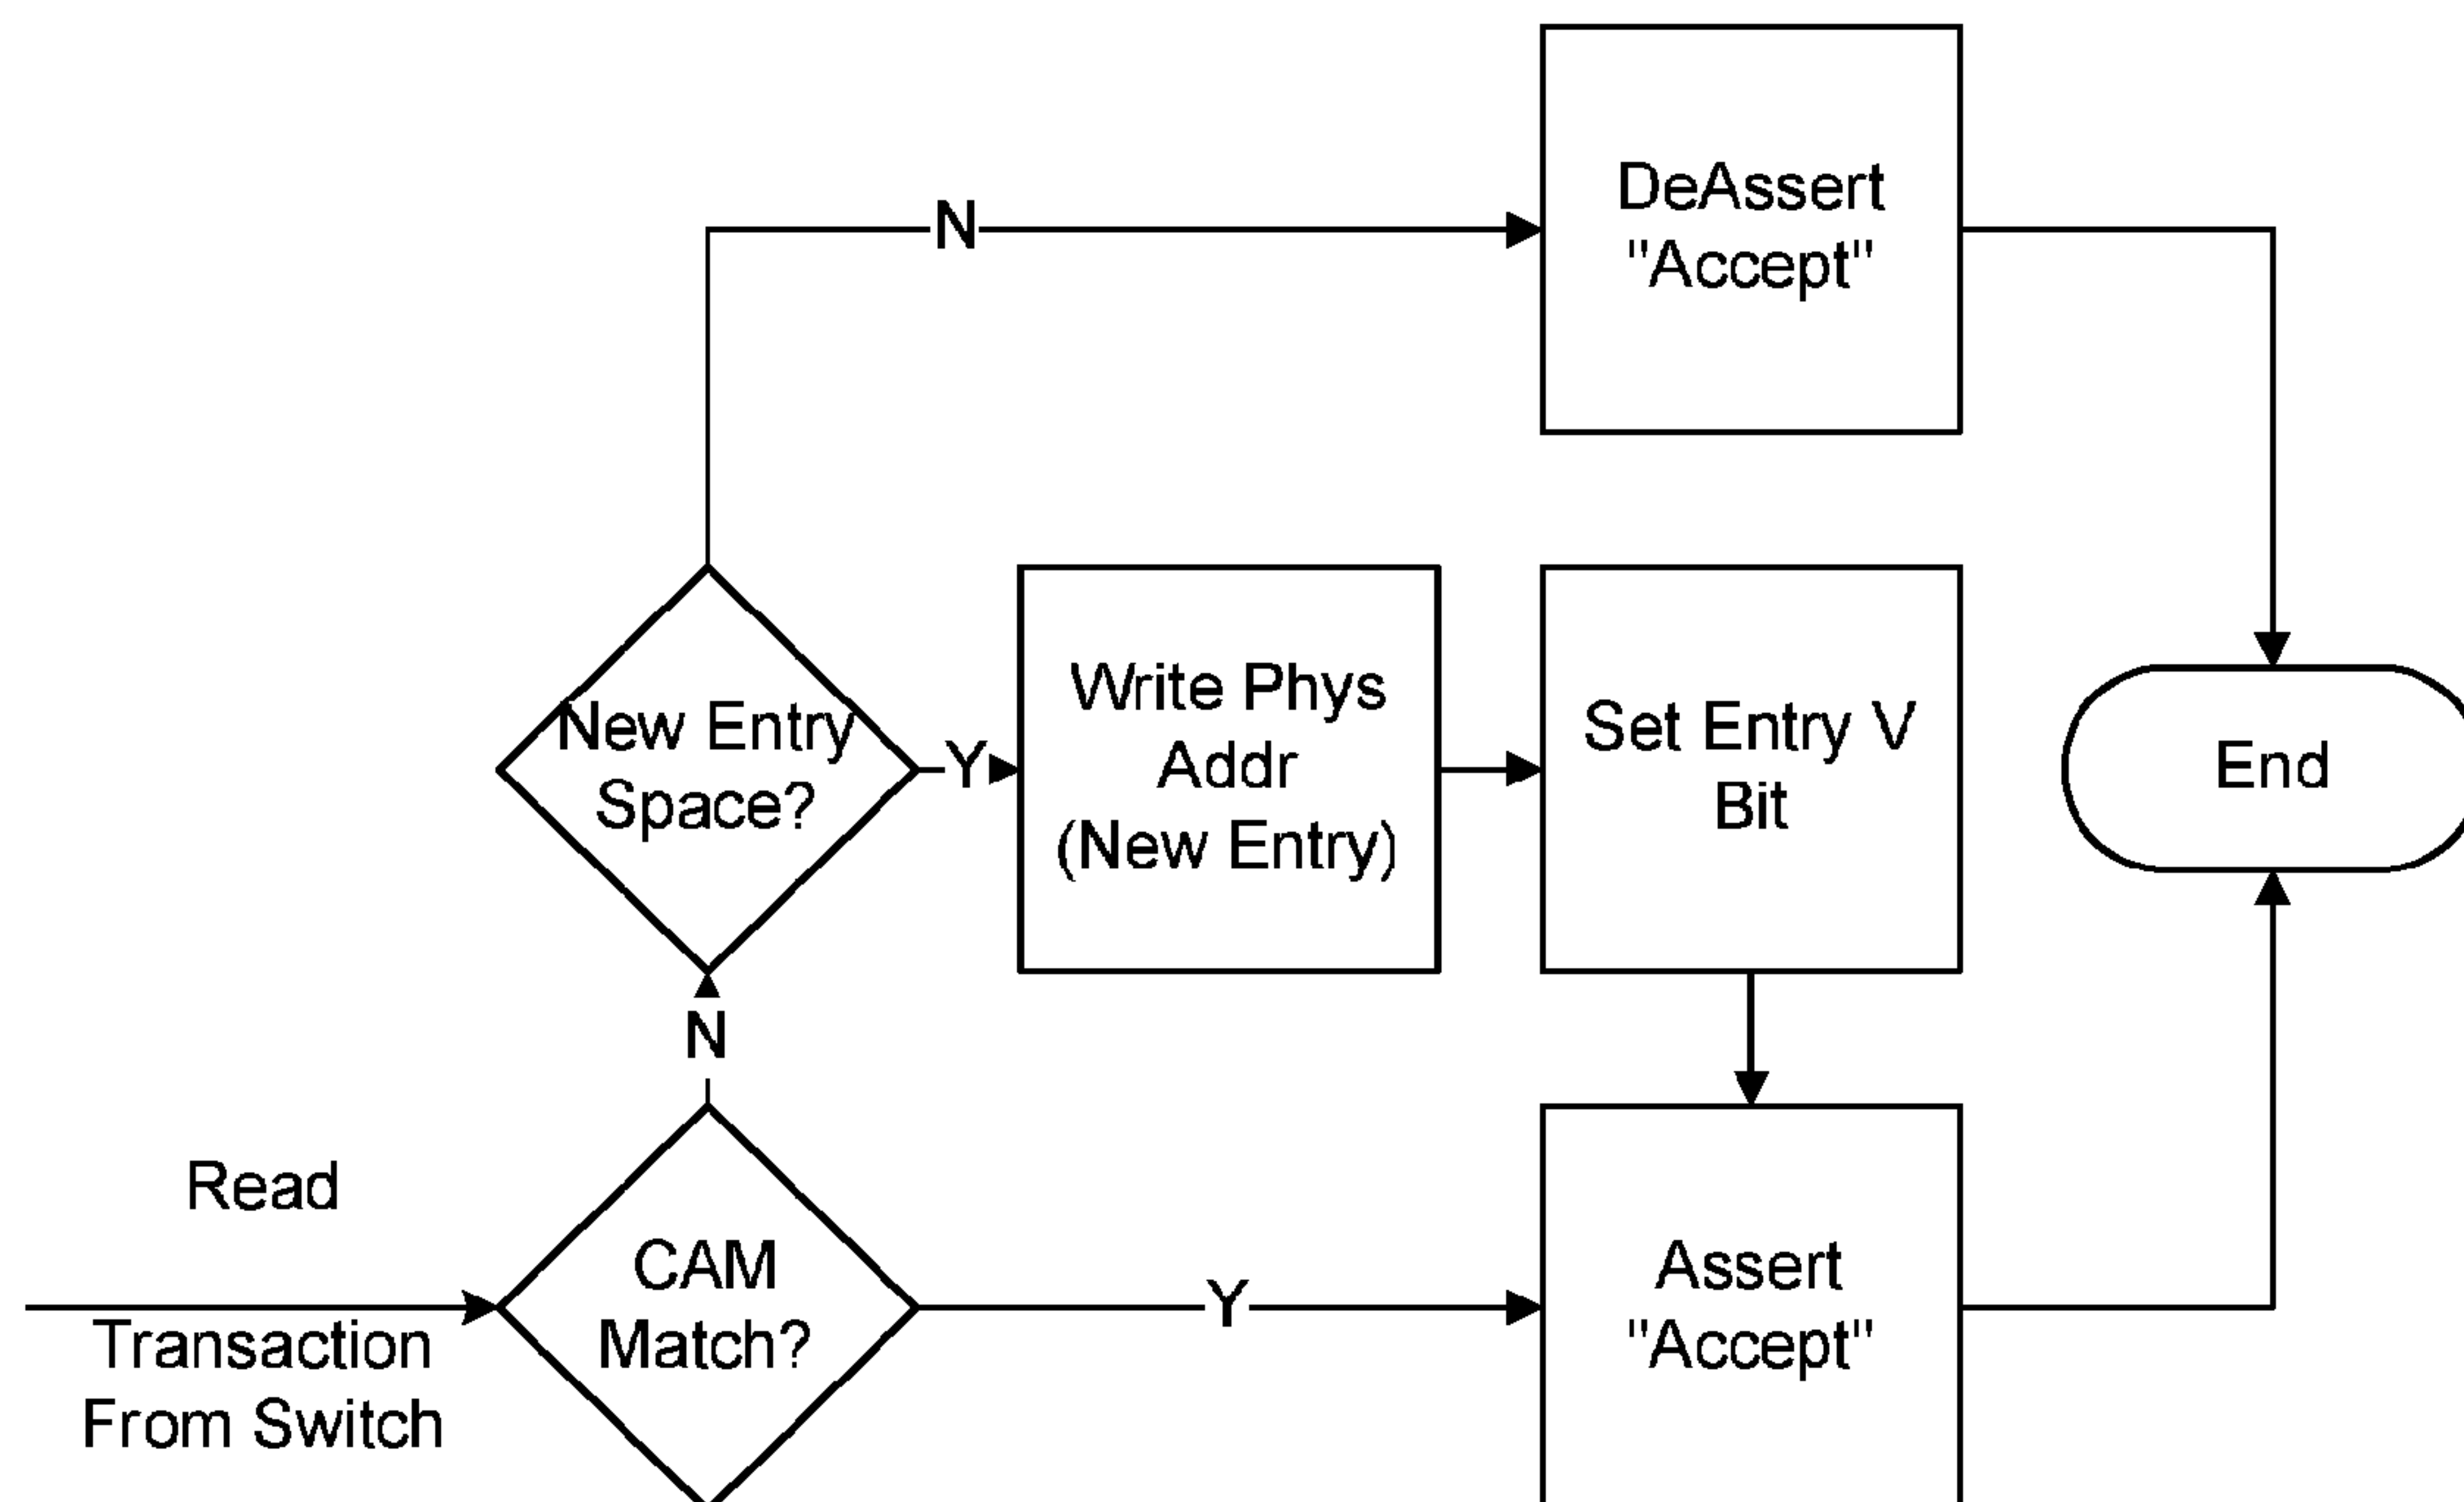 DeAssert
"Accept"
N
New Entry
Space?
Y
Write Phys
Addr
(New Entry)
Set Entry V
Bit
End
N
Read
Transaction
From Switch
CAM
Match?
Y
Assert
"Accept"